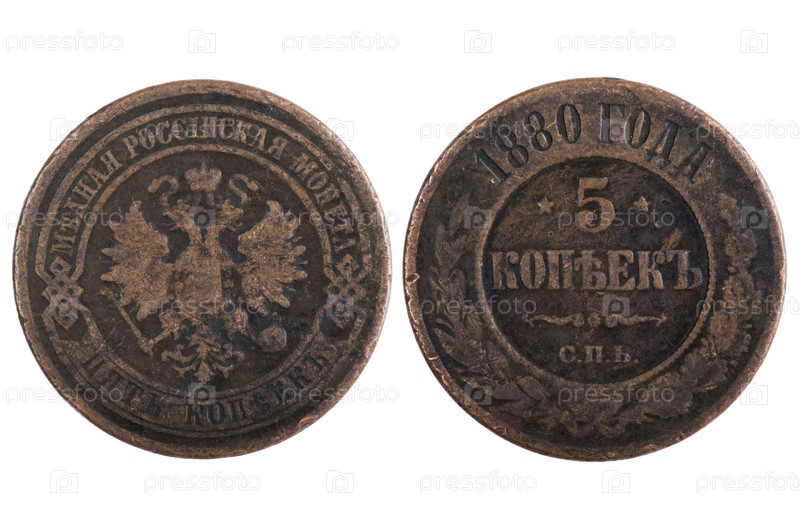 МѢДНАЯ РОССІЙСКАЯ МОНЕТА
ПЯТЬ КОПѢЕКЪ
1880 ГОДА
5
КОПѢЕКЪ
С.П.Б.
pressfoto